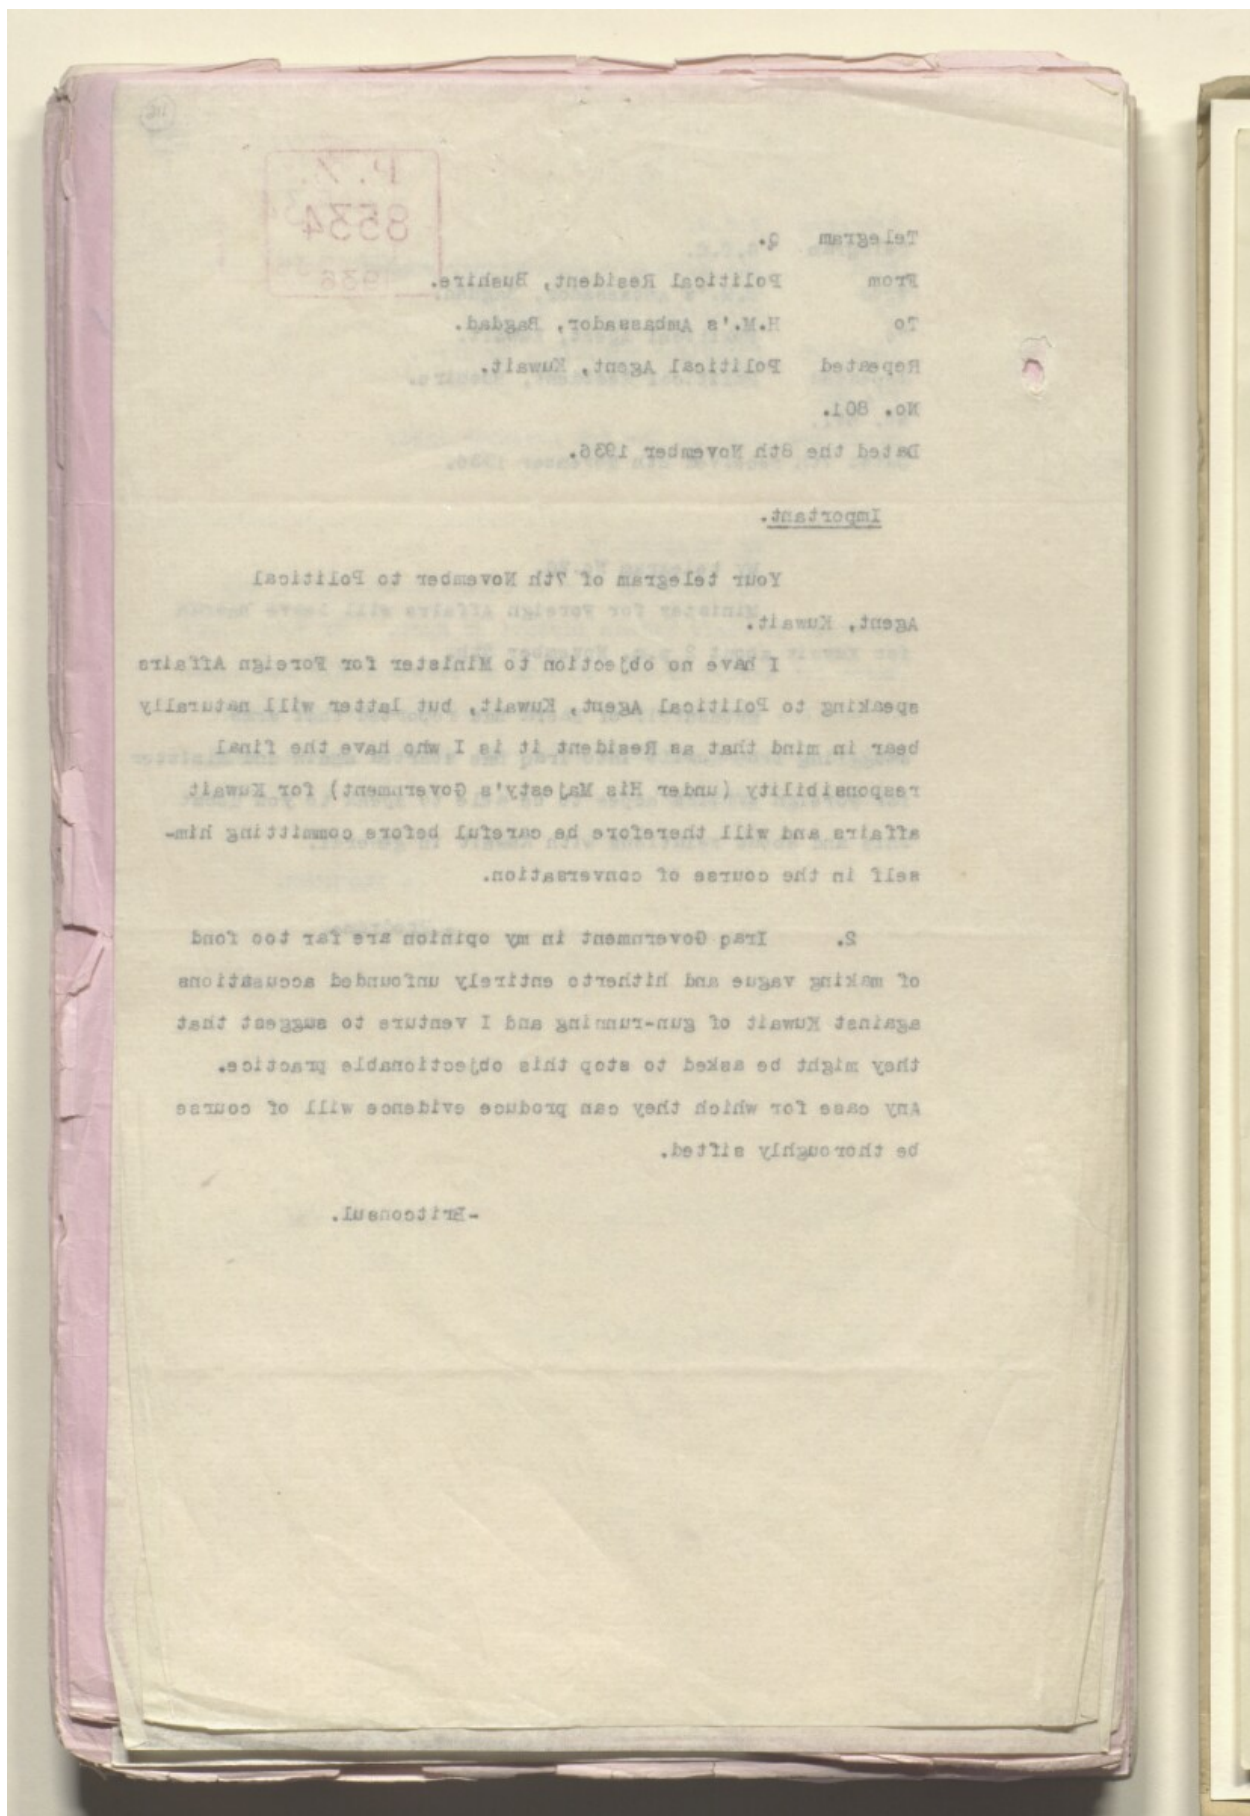 P.Z.
8534
1936
Telegram Q.
From Political Resident, Bushire.
To H.M.'s Ambassador, Bagdad.
Repeated Political Agent, Kuwait.
No. 801.
Dated the 8th November 1936.
Important.
Your telegram of 7th November to Political
Agent, Kuwait.
I have no objection to Minister for Foreign Affairs
speaking to Political Agent, Kuwait, but latter will naturally
bear in mind that as Resident it is I who have the final
responsibility (under His Majesty's Government) for Kuwait
affairs and will therefore be careful before committing him-
self in the course of conversation.
2. Iraq Government in my opinion are far too fond
of making vague and hitherto entirely unfounded accusations
against Kuwait of gun-running and I venture to suggest that
they might be asked to stop this objectionable practice.
Any case for which they can produce evidence will of course
be thoroughly sifted.
-Britconsul.